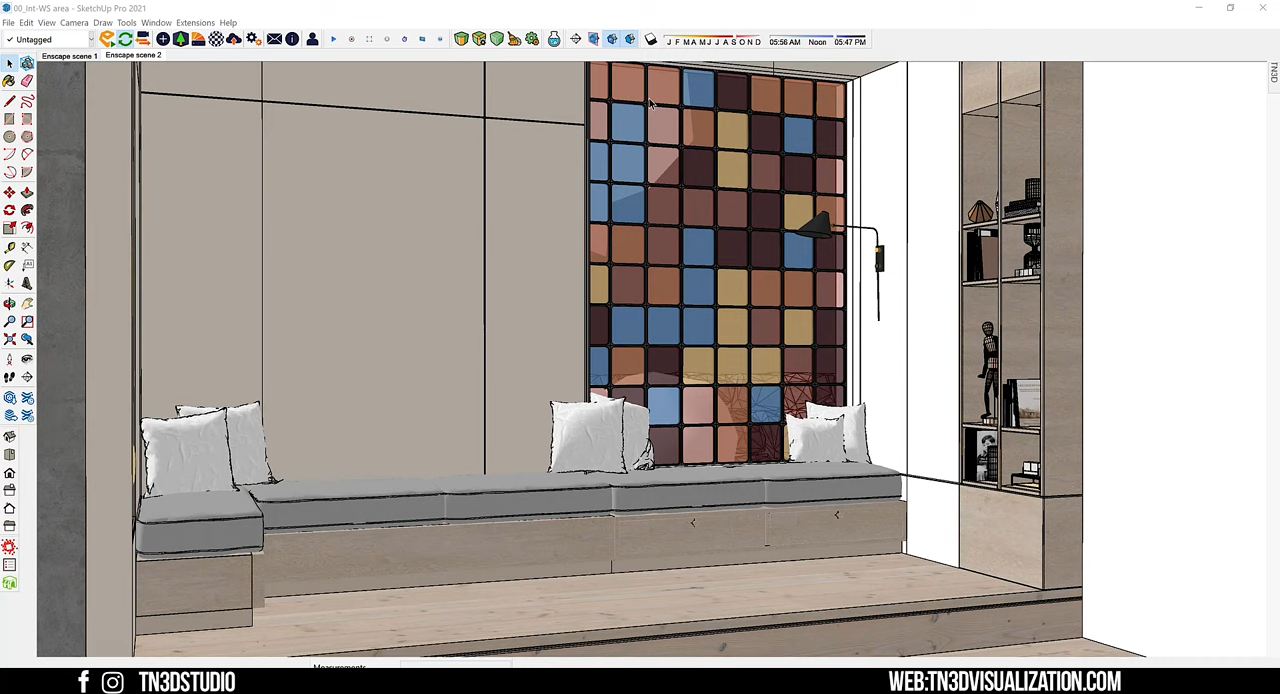 00_Int-WS area - SketchUp Pro 2021
File Edit View Camera Draw Tools Window Extensions Help
✓ Untagged
J F M A M J J A S O N D
05:56 AM Noon 05:47 PM
Enscape scene 1 Enscape scene 2
TN3D
TN3DSTUDIO
WEB:TN3DVISUALIZATION.COM